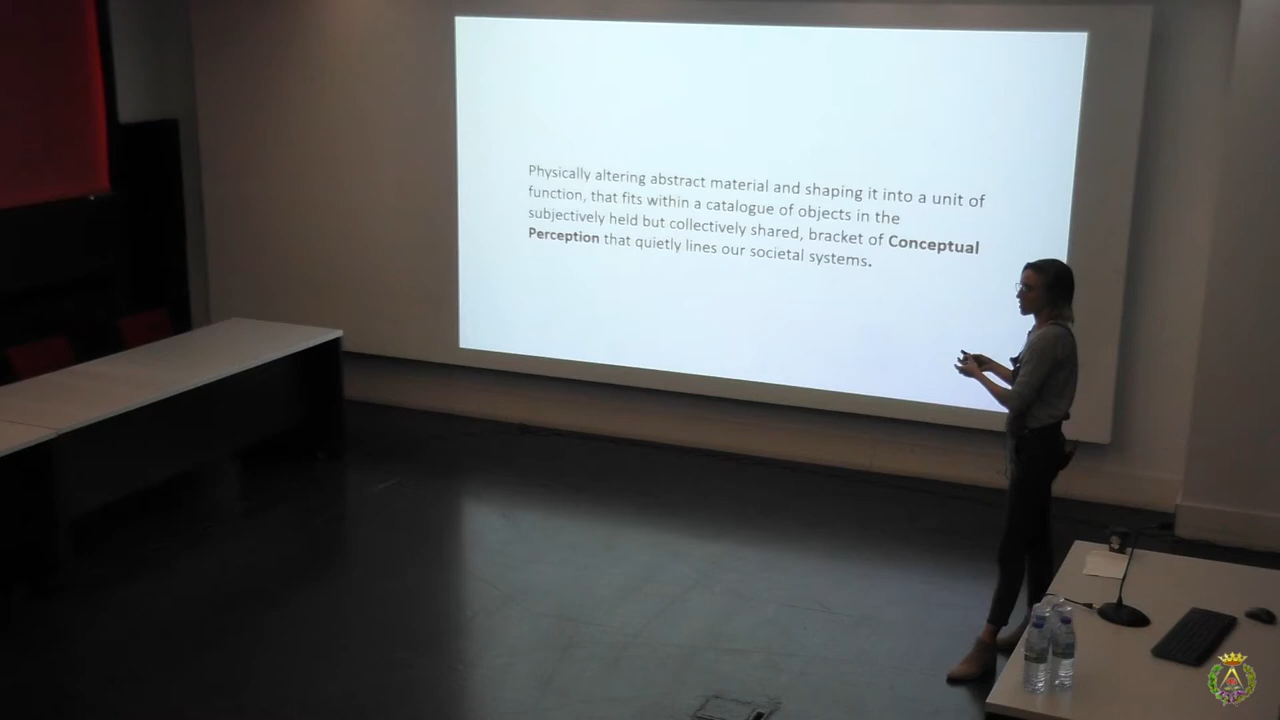 Physically altering abstract material and shaping it into a unit of
function, that fits within a catalogue of objects in the
subjectively held but collectively shared, bracket of Conceptual
Perception that quietly lines our societal systems.